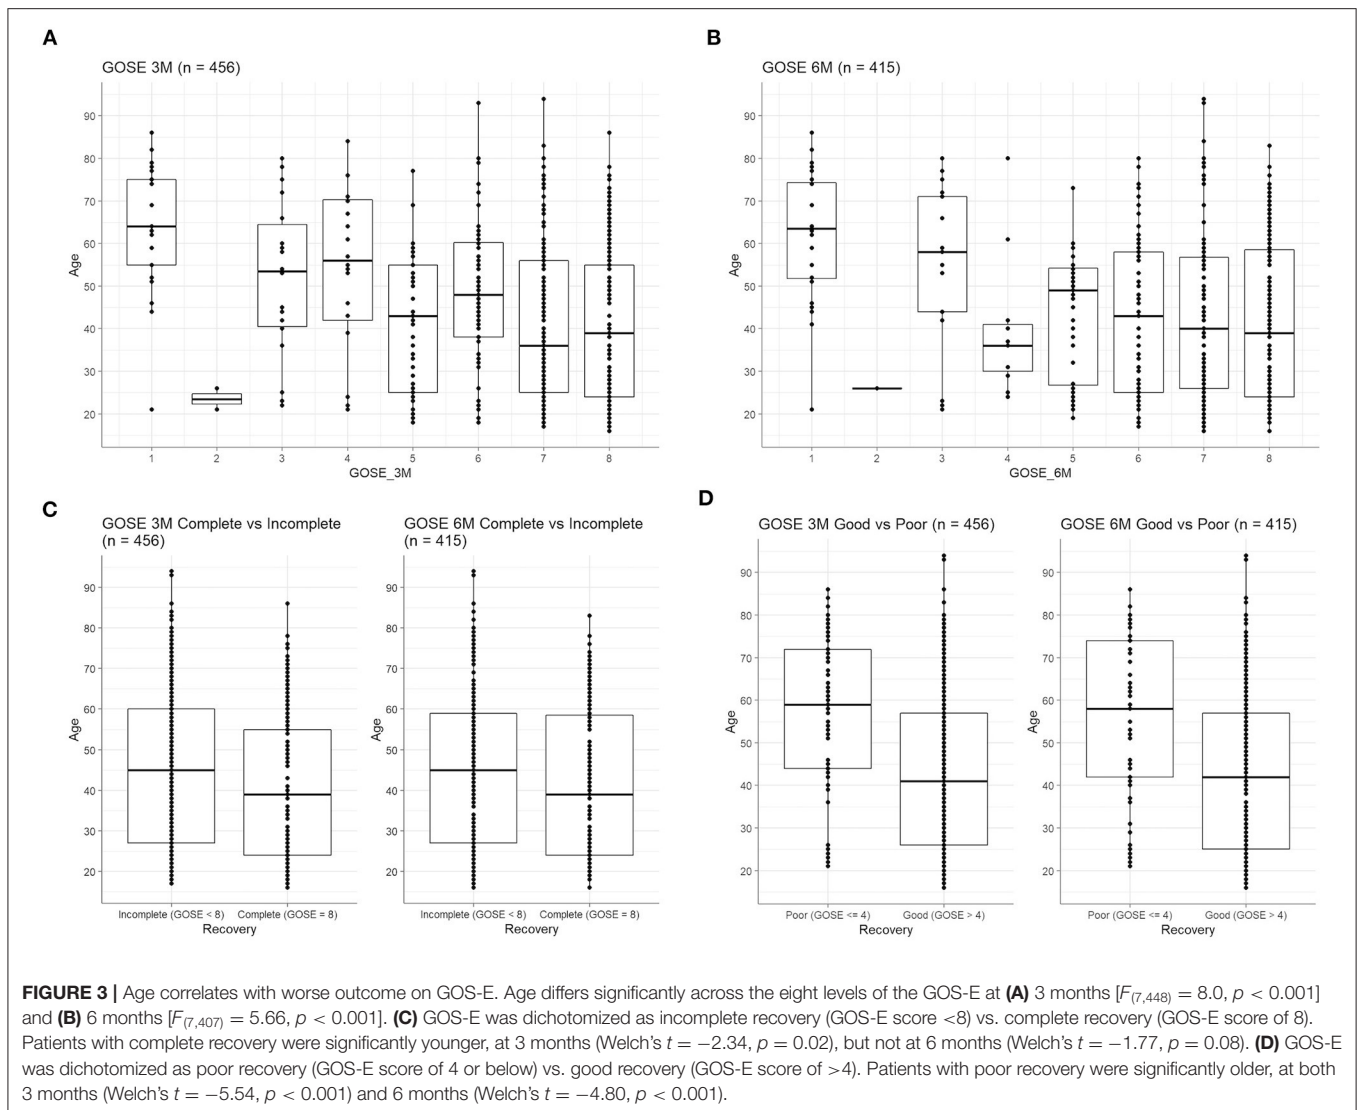 A
GOSE 3M (n = 456)
90
80
70
60
50
40
30
20
Age
1 2 3 4 5 6 7 8
GOSE_3M
B
GOSE 6M (n = 415)
90
80
70
60
50
40
30
20
Age
1 2 3 4 5 6 7 8
GOSE_6M
C
GOSE 3M Complete vs Incomplete
(n = 456)
90
80
70
60
50
40
30
20
Age
Incomplete (GOSE < 8) Complete (GOSE = 8)
Recovery
GOSE 6M Complete vs Incomplete
(n = 415)
90
80
70
60
50
40
30
20
Age
Incomplete (GOSE < 8) Complete (GOSE = 8)
Recovery
D
GOSE 3M Good vs Poor (n = 456)
90
80
70
60
50
40
30
20
Age
Poor (GOSE <= 4) Good (GOSE > 4)
Recovery
GOSE 6M Good vs Poor (n = 415)
90
80
70
60
50
40
30
20
Age
Poor (GOSE <= 4) Good (GOSE > 4)
Recovery
FIGURE 3 | Age correlates with worse outcome on GOS-E. Age differs significantly across the eight levels of the GOS-E at (A) 3 months [F(7,448) = 8.0, p < 0.001]
and (B) 6 months [F(7,407) = 5.66, p < 0.001]. (C) GOS-E was dichotomized as incomplete recovery (GOS-E score <8) vs. complete recovery (GOS-E score of 8).
Patients with complete recovery were significantly younger, at 3 months (Welch's t = −2.34, p = 0.02), but not at 6 months (Welch's t = −1.77, p = 0.08). (D) GOS-E
was dichotomized as poor recovery (GOS-E score of 4 or below) vs. good recovery (GOS-E score of >4). Patients with poor recovery were significantly older, at both
3 months (Welch's t = −5.54, p < 0.001) and 6 months (Welch's t = −4.80, p < 0.001).